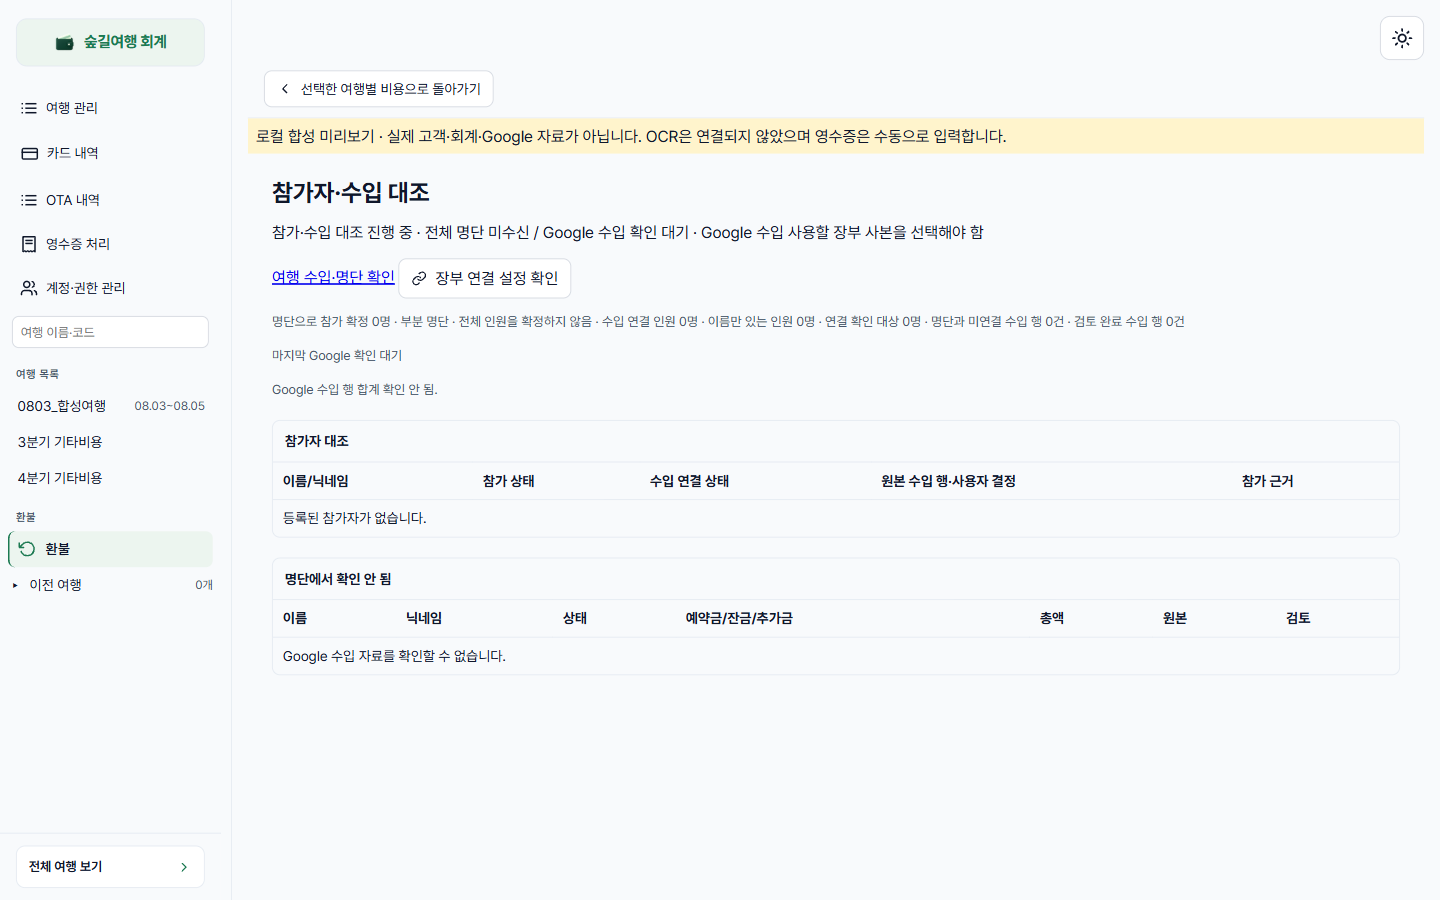 숲길여행 회계
여행 관리
카드 내역
OTA 내역
영수증 처리
계정·권한 관리
여행 이름·코드
여행 목록
0803_합성여행 08.03~08.05
3분기 기타비용
4분기 기타비용
환불
환불
이전 여행 0개
전체 여행 보기
선택한 여행별 비용으로 돌아가기
로컬 합성 미리보기 · 실제 고객·회계·Google 자료가 아닙니다. OCR은 연결되지 않았으며 영수증은 수동으로 입력합니다.
참가자·수입 대조
참가·수입 대조 진행 중 · 전체 명단 미수신 / Google 수입 확인 대기 · Google 수입 사용할 장부 사본을 선택해야 함
여행 수입·명단 확인 장부 연결 설정 확인
명단으로 참가 확정 0명 · 부분 명단 · 전체 인원을 확정하지 않음 · 수입 연결 인원 0명 · 이름만 있는 인원 0명 · 연결 확인 대상 0명 · 명단과 미연결 수입 행 0건 · 검토 완료 수입 행 0건
마지막 Google 확인 대기
Google 수입 행 합계 확인 안 됨.
참가자 대조
이름/닉네임 참가 상태 수입 연결 상태 원본 수입 행·사용자 결정 참가 근거
등록된 참가자가 없습니다.
명단에서 확인 안 됨
이름 닉네임 상태 예약금/잔금/추가금 총액 원본 검토
Google 수입 자료를 확인할 수 없습니다.